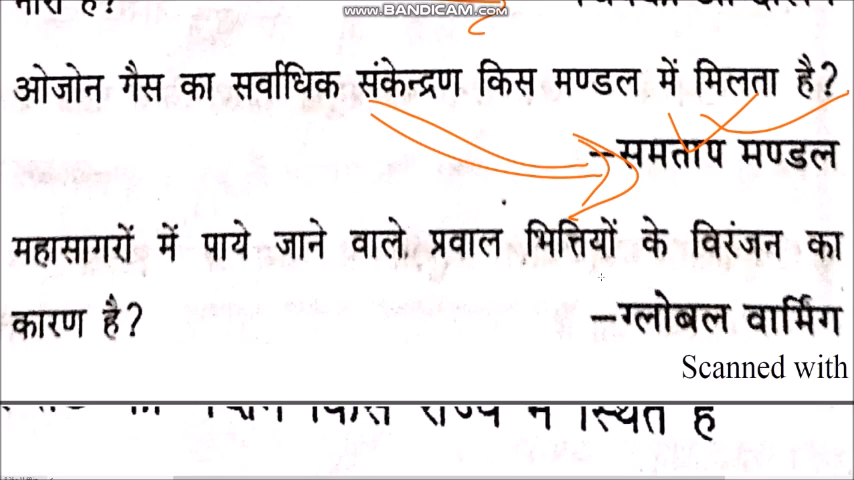 www.BANDICAM.com
ओजोन गैस का सर्वाधिक संकेन्द्रण किस मण्डल में मिलता है?
–समताप मण्डल
महासागरों में पाये जाने वाले प्रवाल भित्तियों के विरंजन का
कारण है? –ग्लोबल वार्मिंग
Scanned with
किस राज्य में स्थित है